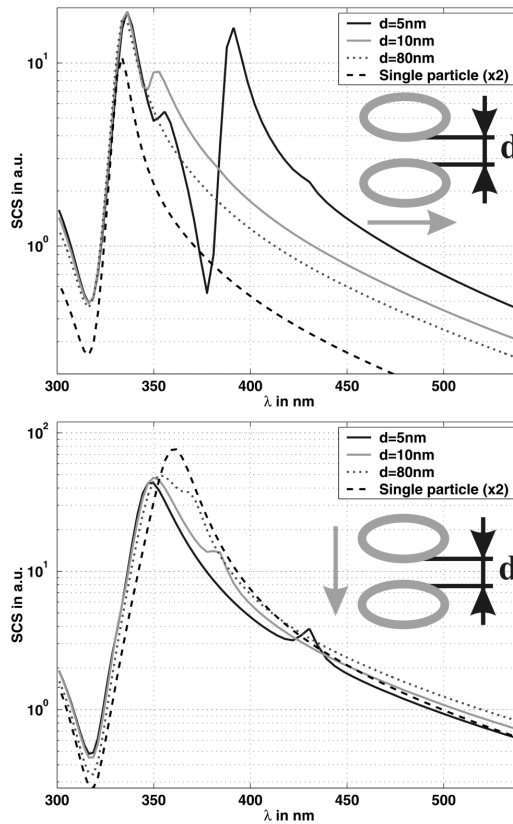 10^1
10^0
SCS in a.u.
d=5nm
d=10nm
d=80nm
Single particle (x2)
d
300 350 400 450 500
λ in nm
10^2
10^1
10^0
SCS in a.u.
d=5nm
d=10nm
d=80nm
Single particle (x2)
d
300 350 400 450 500
λ in nm